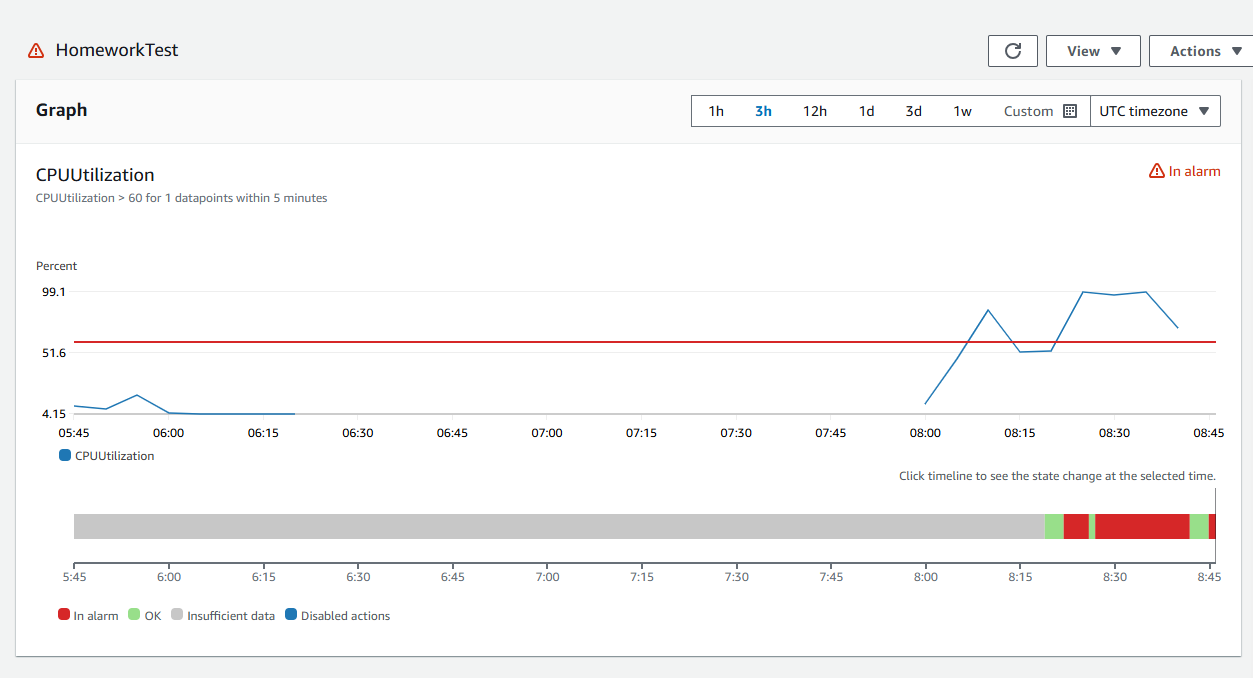 HomeworkTest
View
Actions
Graph
1h 3h 12h 1d 3d 1w Custom UTC timezone
CPUUtilization
In alarm
CPUUtilization > 60 for 1 datapoints within 5 minutes
Percent
99.1
51.6
4.15
05:45 06:00 06:15 06:30 06:45 07:00 07:15 07:30 07:45 08:00 08:15 08:30 08:45
CPUUtilization
Click timeline to see the state change at the selected time.
5:45 6:00 6:15 6:30 6:45 7:00 7:15 7:30 7:45 8:00 8:15 8:30 8:45
In alarm OK Insufficient data Disabled actions